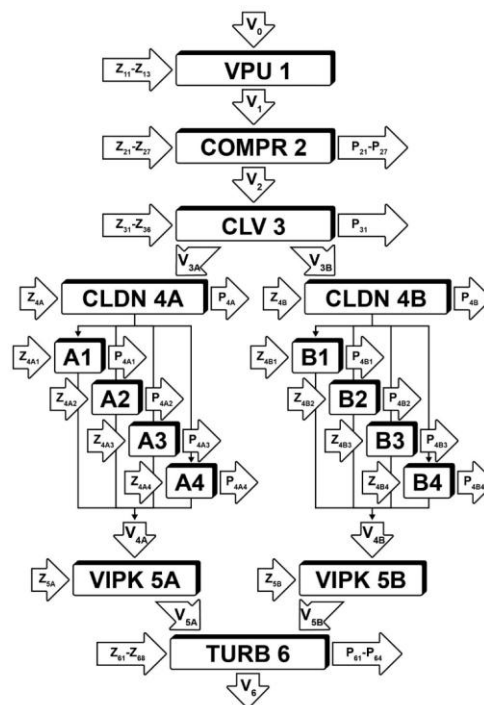 V0
Z11-Z13 VPU 1
V1
Z21-Z27 COMPR 2 P21-P27
V2
Z31-Z36 CLV 3 P31
V3A V3B
Z4A CLDN 4A P4A Z4B CLDN 4B P4B
Z4A1 A1 P4A1 Z4B1 B1 P4B1
Z4A2 A2 P4A2 Z4B2 B2 P4B2
Z4A3 A3 P4A3 Z4B3 B3 P4B3
Z4A4 A4 P4A4 Z4B4 B4 P4B4
V4A V4B
Z5A VIPK 5A Z5B VIPK 5B
V5A V5B
Z61-Z68 TURB 6 P61-P64
V6